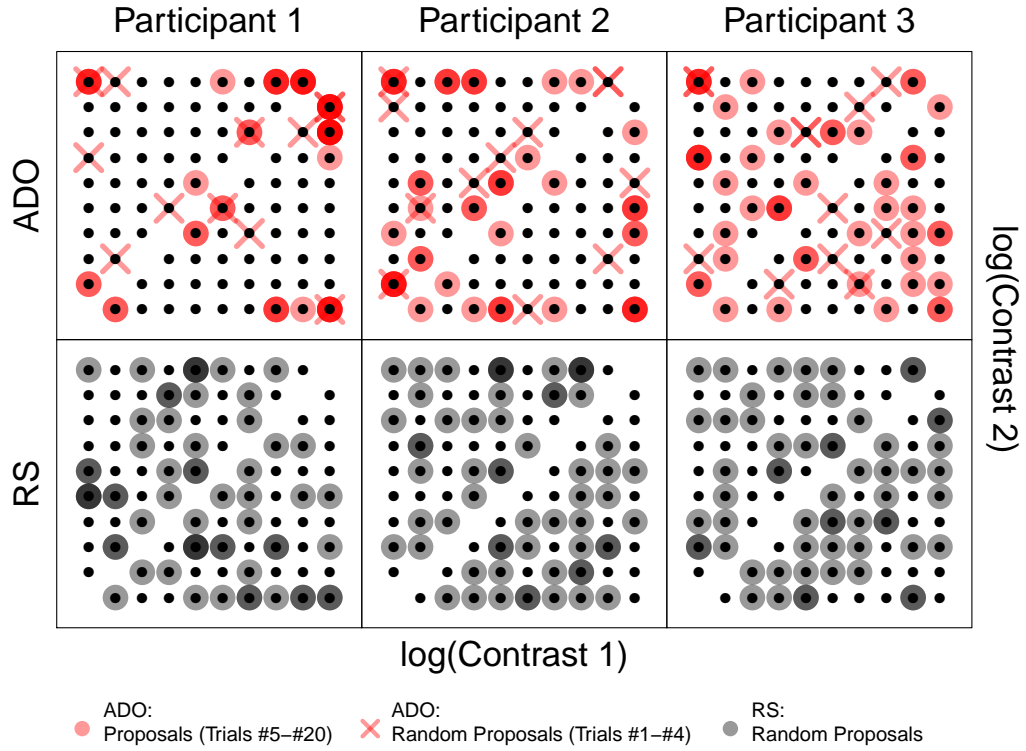 Participant 1 Participant 2 Participant 3
ADO
RS
log(Contrast 2)
log(Contrast 1)
ADO:
Proposals (Trials #5–#20)
ADO:
Random Proposals (Trials #1–#4)
RS:
Random Proposals